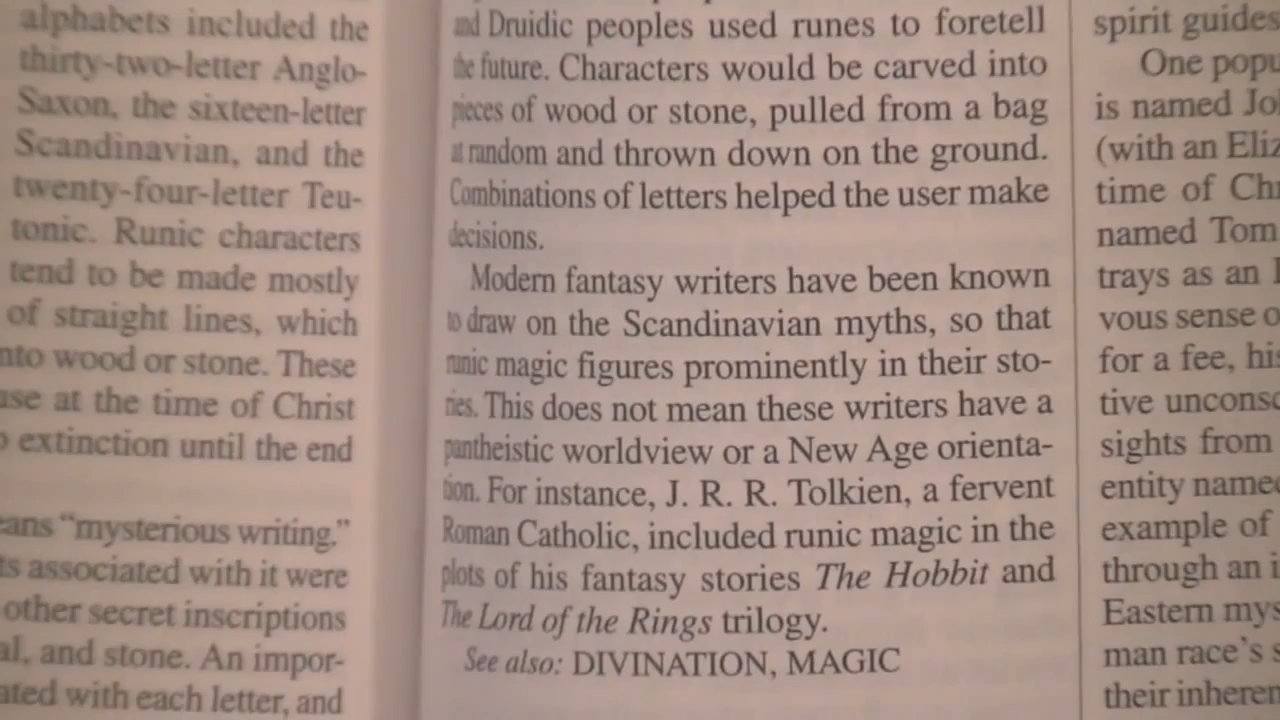 alphabets included the
thirty-two-letter Anglo-
Saxon, the sixteen-letter
Scandinavian, and the
twenty-four-letter Teu-
tonic. Runic characters
tend to be made mostly
of straight lines, which
into wood or stone. These
use at the time of Christ
extinction until the end
means “mysterious writing.”
associated with it were
other secret inscriptions
and stone. An impor-
with each letter, and
and Druidic peoples used runes to foretell
the future. Characters would be carved into
pieces of wood or stone, pulled from a bag
at random and thrown down on the ground.
Combinations of letters helped the user make
decisions.
Modern fantasy writers have been known
to draw on the Scandinavian myths, so that
runic magic figures prominently in their sto-
ries. This does not mean these writers have a
pantheistic worldview or a New Age orienta-
tion. For instance, J. R. R. Tolkien, a fervent
Roman Catholic, included runic magic in the
plots of his fantasy stories The Hobbit and
The Lord of the Rings trilogy.
See also: DIVINATION, MAGIC
spirit guides
One popu
is named Jo
(with an Eliz
time of Chr
named Tom
trays as an
vous sense o
for a fee, his
tive unconsc
sights from
entity named
example of
through an i
Eastern mys
man race’s s
their inheren